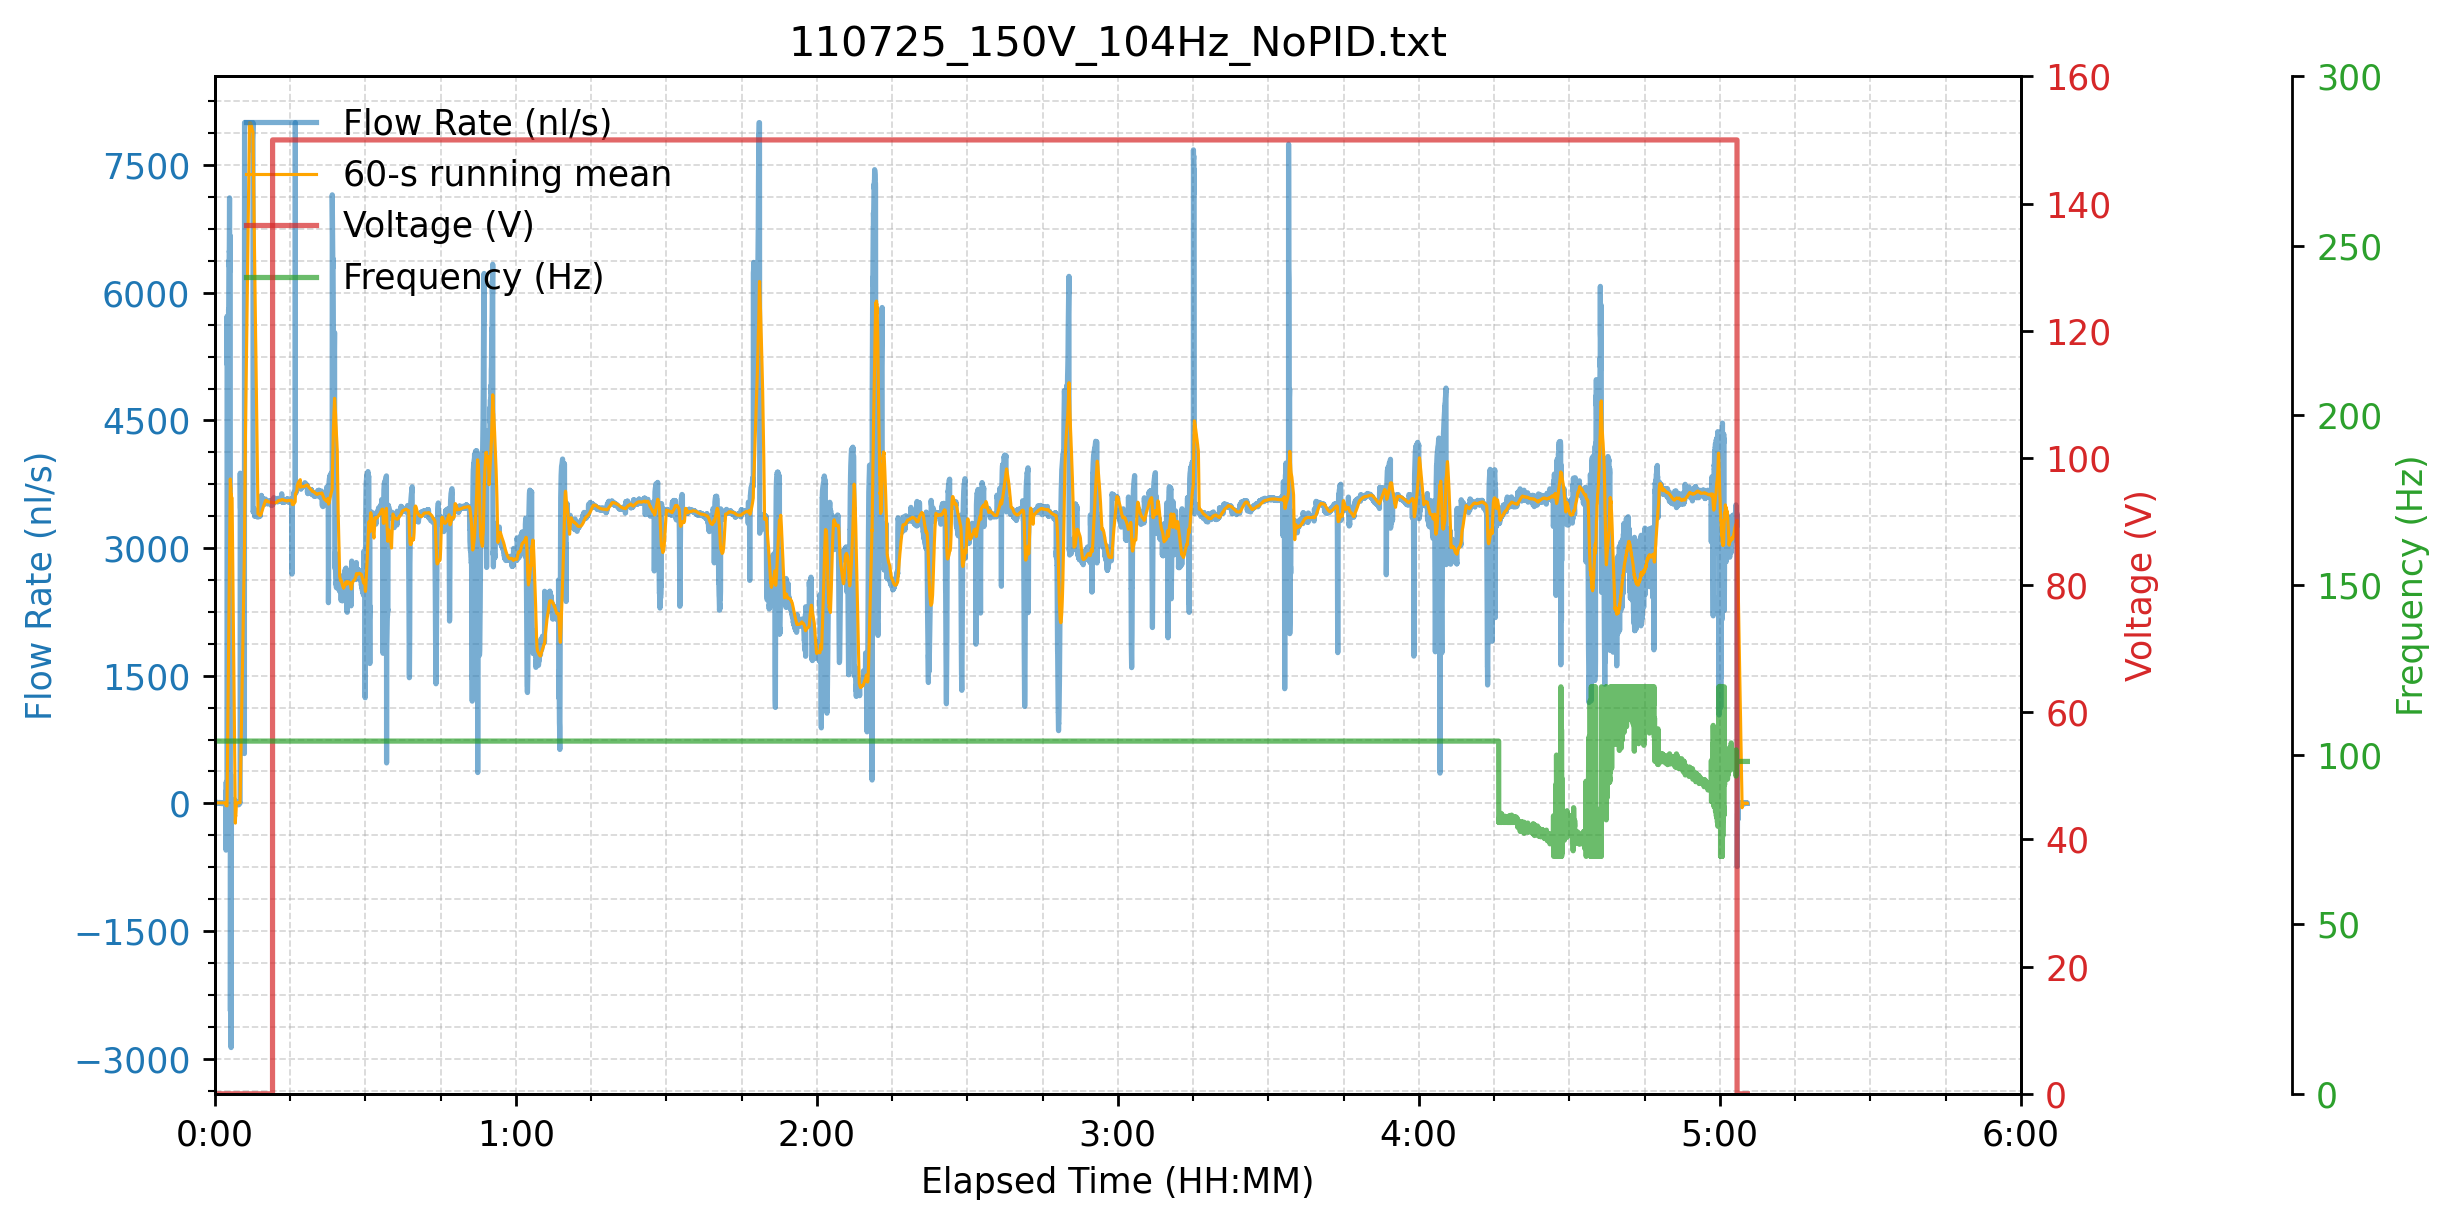 110725_150V_104Hz_NoPID.txt
Flow Rate (nl/s)
60-s running mean
Voltage (V)
Frequency (Hz)
Flow Rate (nl/s)
7500
6000
4500
3000
1500
0
−1500
−3000
160
140
120
100
80
60
40
20
0
Voltage (V)
300
250
200
150
100
50
0
Frequency (Hz)
0:00 1:00 2:00 3:00 4:00 5:00 6:00
Elapsed Time (HH:MM)